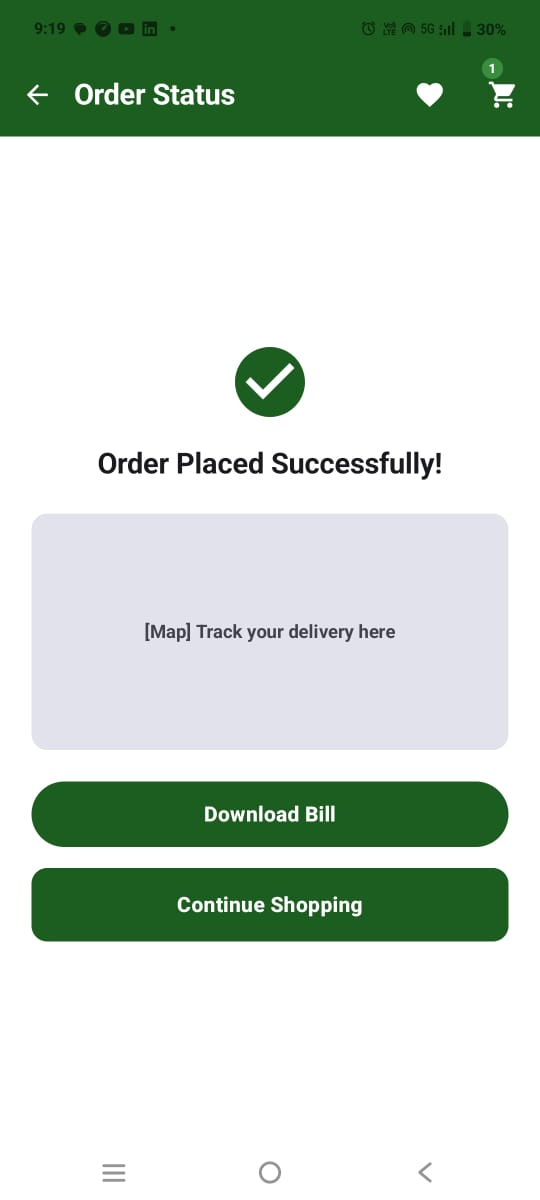 9:19 5G 30%
1
Order Status
Order Placed Successfully!
[Map] Track your delivery here
Download Bill
Continue Shopping